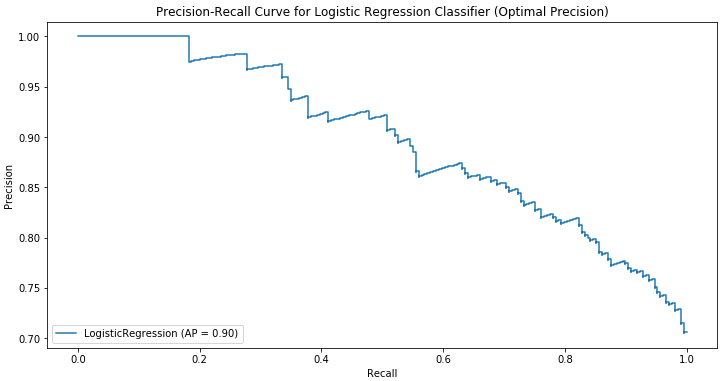 Precision-Recall Curve for Logistic Regression Classifier (Optimal Precision)
1.00
0.95
0.90
0.85
0.80
0.75
0.70
Precision
LogisticRegression (AP = 0.90)
0.0 0.2 0.4 0.6 0.8 1.0
Recall